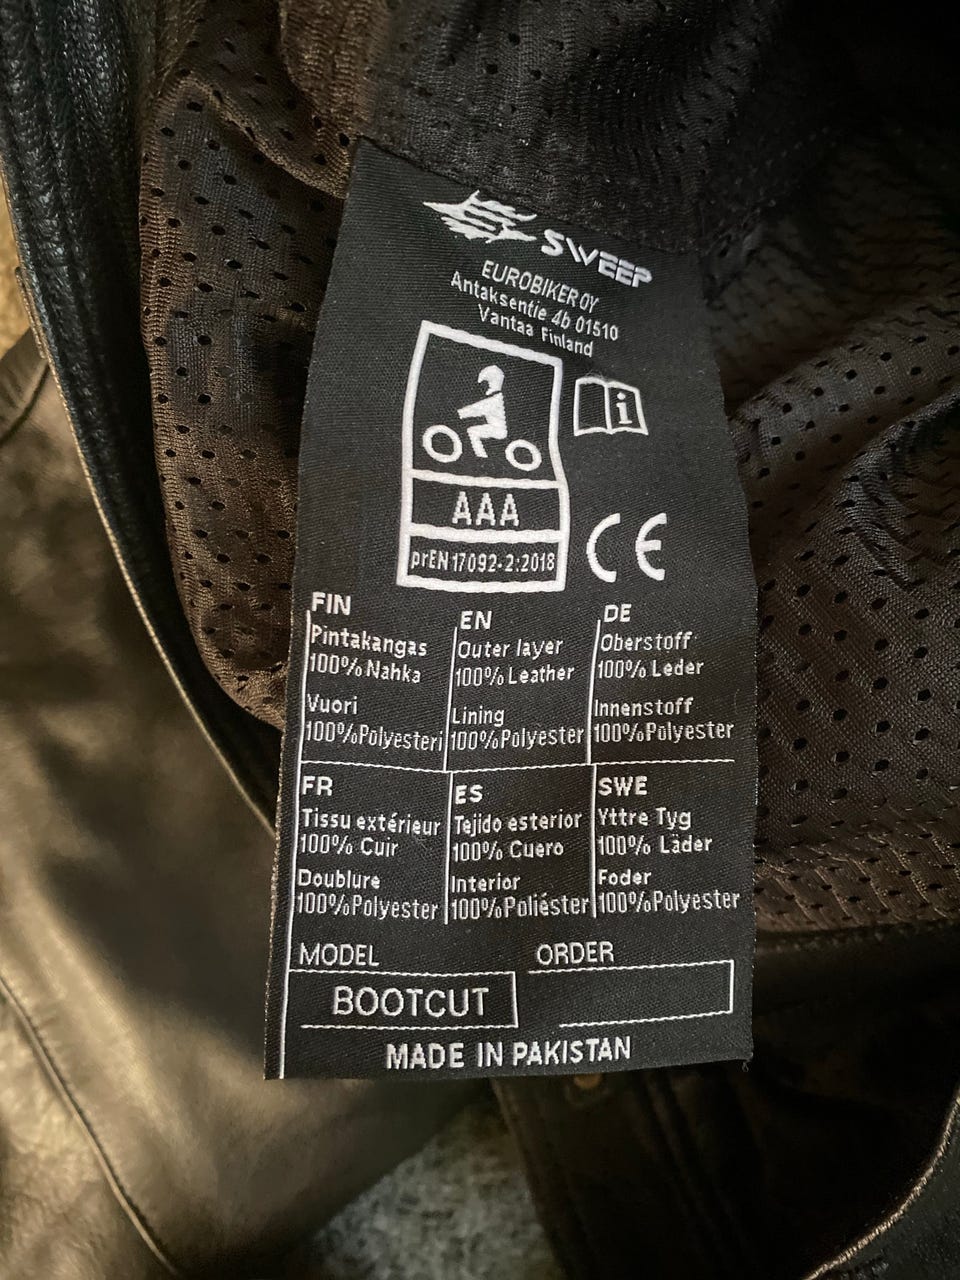 SWEEP
EUROBIKER OY
Antaksentie 4b 01510
Vantaa Finland
i
AAA
prEN17092-2:2018
CE
FIN
Pintakangas
100% Nahka
Vuori
100%Polyesteri
EN
Outer layer
100% Leather
Lining
100%Polyester
DE
Oberstoff
100% Leder
Innenstoff
100%Polyester
FR
Tissu extérieur
100% Cuir
Doublure
100%Polyester
ES
Tejido esterior
100% Cuero
Interior
100%Poliéster
SWE
Yttre Tyg
100% Läder
Foder
100%Polyester
MODEL
BOOTCUT
ORDER
MADE IN PAKISTAN